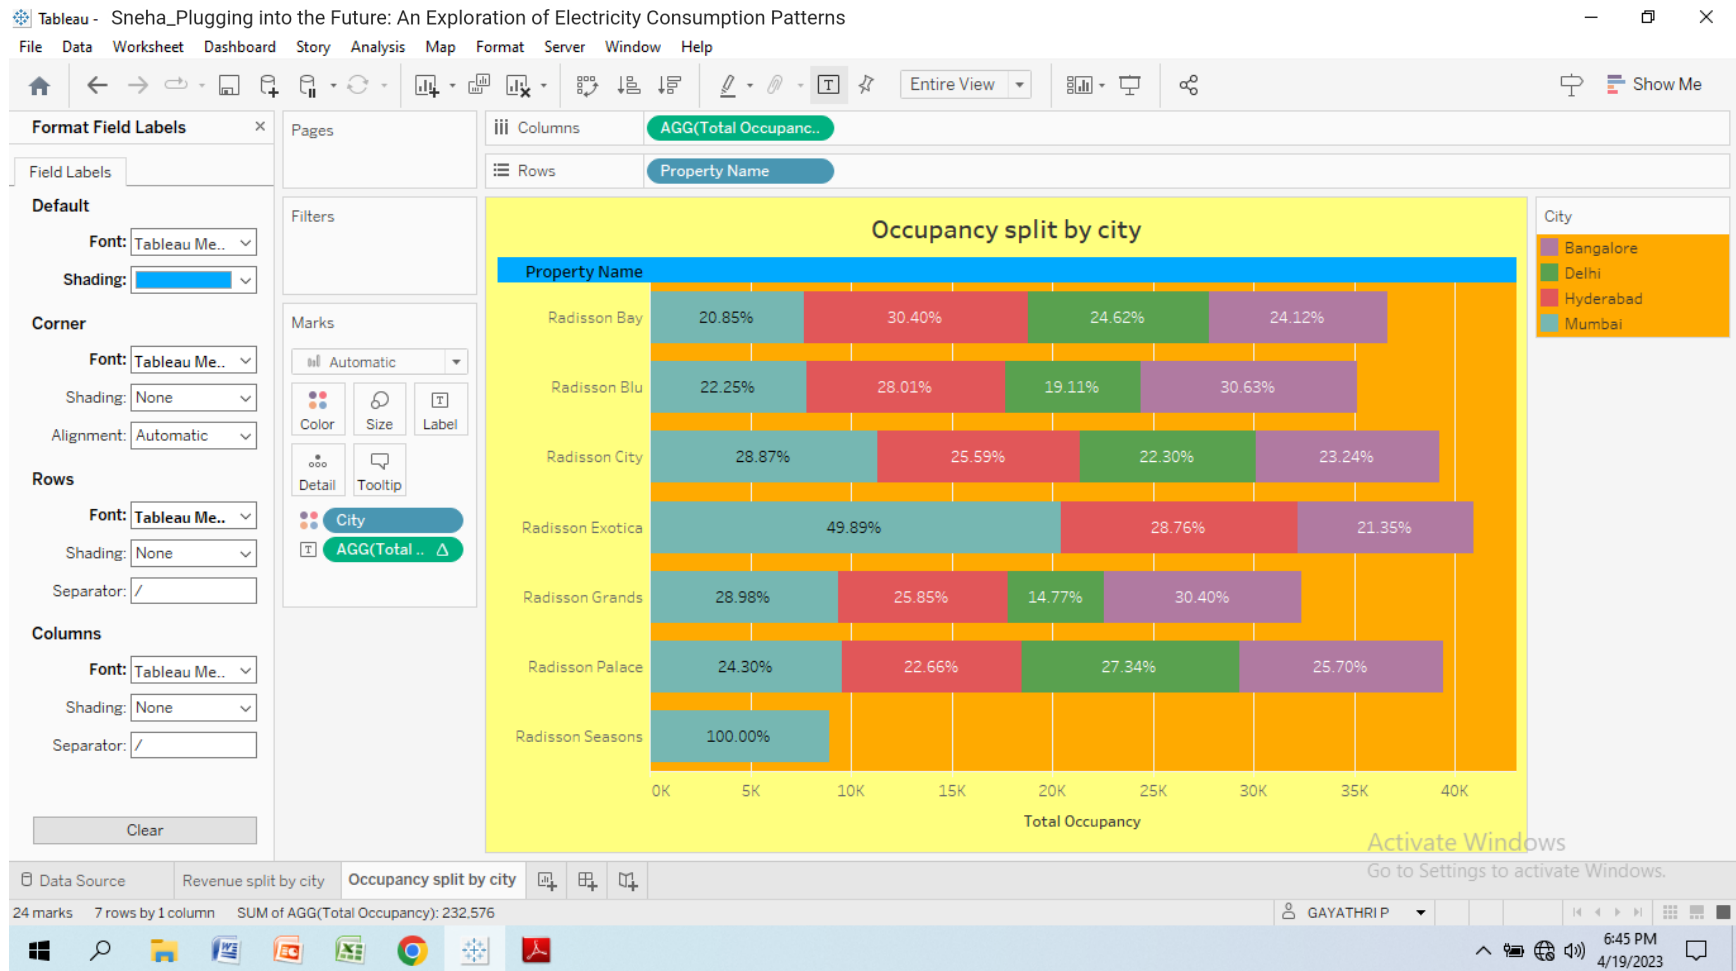 Tableau - Sneha_Plugging into the Future: An Exploration of Electricity Consumption Patterns
File Data Worksheet Dashboard Story Analysis Map Format Server Window Help
Entire View
Show Me
Format Field Labels
Field Labels
Default
Font: Tableau Me..
Shading:
Corner
Font: Tableau Me..
Shading: None
Alignment: Automatic
Rows
Font: Tableau Me..
Shading: None
Separator: /
Columns
Font: Tableau Me..
Shading: None
Separator: /
Clear
Pages
Filters
Marks
Automatic
Color Size Label
Detail Tooltip
City
AGG(Total .. Δ
Columns AGG(Total Occupanc..
Rows Property Name
Occupancy split by city
Property Name
Radisson Bay 20.85% 30.40% 24.62% 24.12%
Radisson Blu 22.25% 28.01% 19.11% 30.63%
Radisson City 28.87% 25.59% 22.30% 23.24%
Radisson Exotica 49.89% 28.76% 21.35%
Radisson Grands 28.98% 25.85% 14.77% 30.40%
Radisson Palace 24.30% 22.66% 27.34% 25.70%
Radisson Seasons 100.00%
0K 5K 10K 15K 20K 25K 30K 35K 40K
Total Occupancy
City
Bangalore
Delhi
Hyderabad
Mumbai
Activate Windows
Go to Settings to activate Windows.
Data Source Revenue split by city Occupancy split by city
24 marks 7 rows by 1 column SUM of AGG(Total Occupancy): 232,576
GAYATHRI P
6:45 PM
4/19/2023